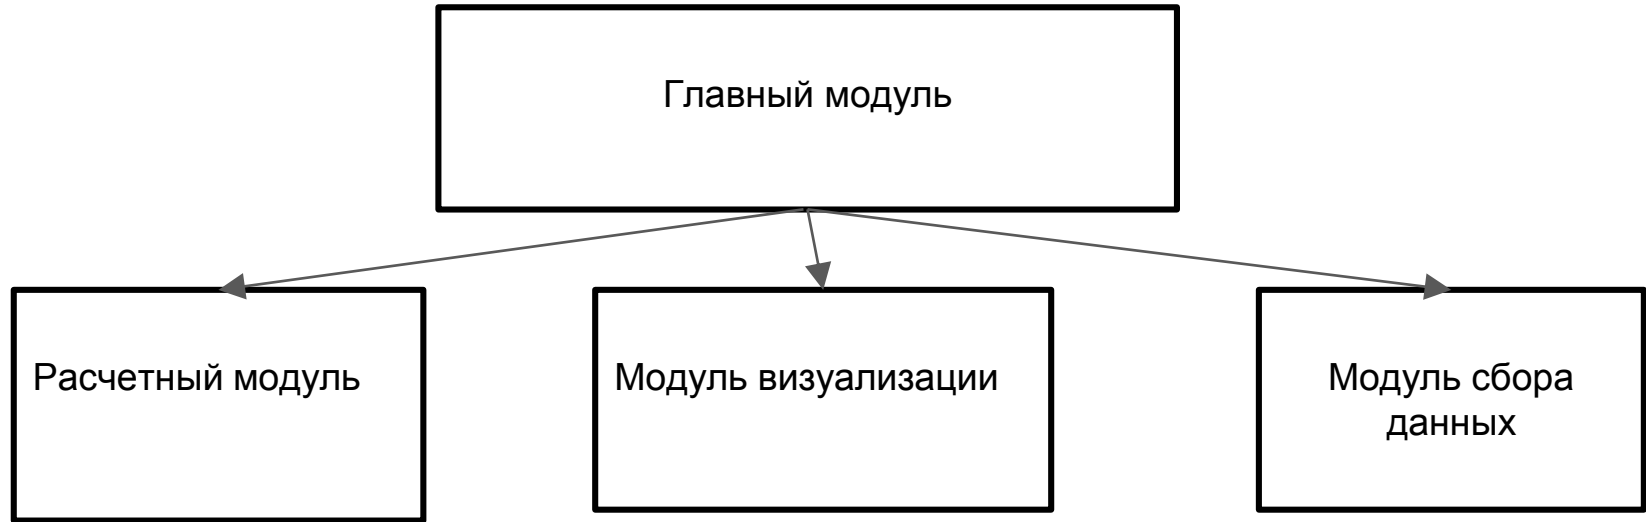 Главный модуль
Расчетный модуль
Модуль визуализации
Модуль сбора
данных